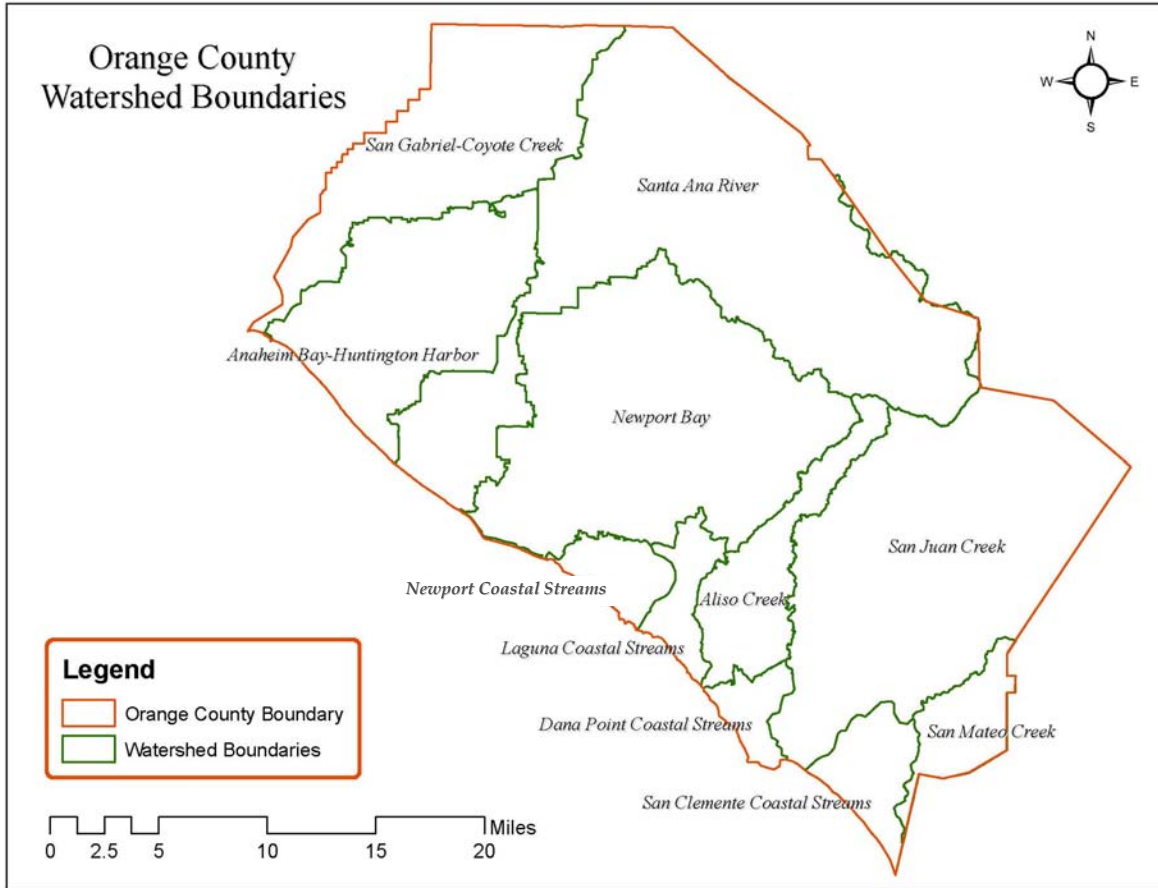 Orange County
Watershed Boundaries
N
W
E
S
San Gabriel-Coyote Creek
Santa Ana River
Anaheim Bay-Huntington Harbor
Newport Bay
San Juan Creek
Newport Coastal Streams
Aliso Creek
Laguna Coastal Streams
Dana Point Coastal Streams
San Mateo Creek
San Clemente Coastal Streams
Legend
Orange County Boundary
Watershed Boundaries
Miles
0 2.5 5 10 15 20